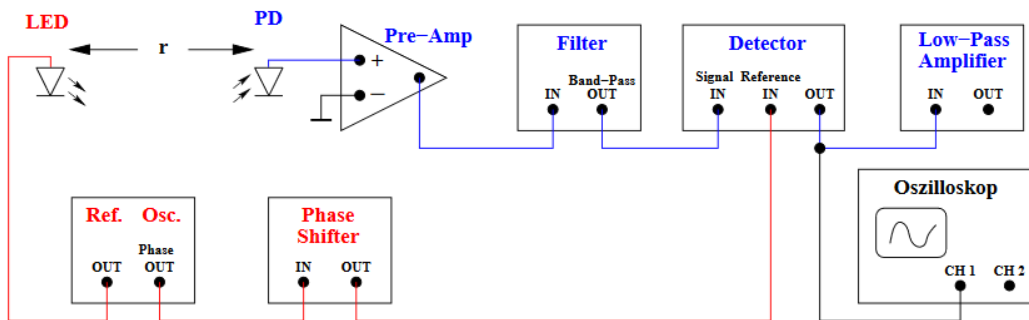 LED
r
PD
Pre−Amp
+
−
Filter
Band−Pass
IN OUT
Detector
Signal Reference
IN IN OUT
Low−Pass
Amplifier
IN OUT
Ref. Osc.
Phase
OUT OUT
Phase
Shifter
IN OUT
Oszilloskop
CH 1 CH 2